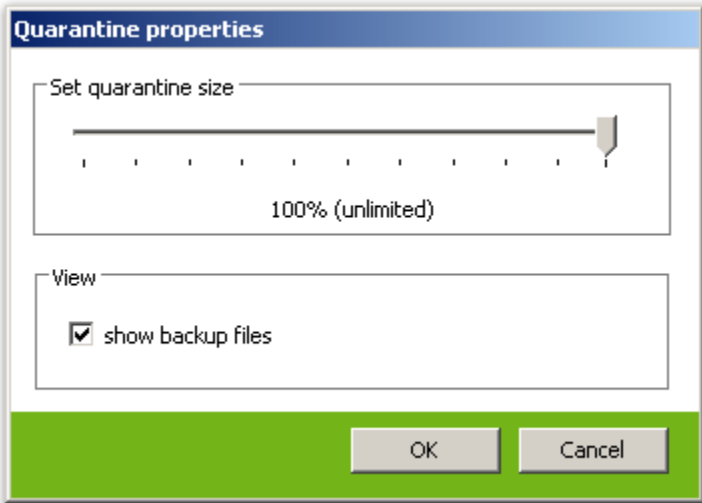 Quarantine properties
Set quarantine size
100% (unlimited)
View
show backup files
OK
Cancel